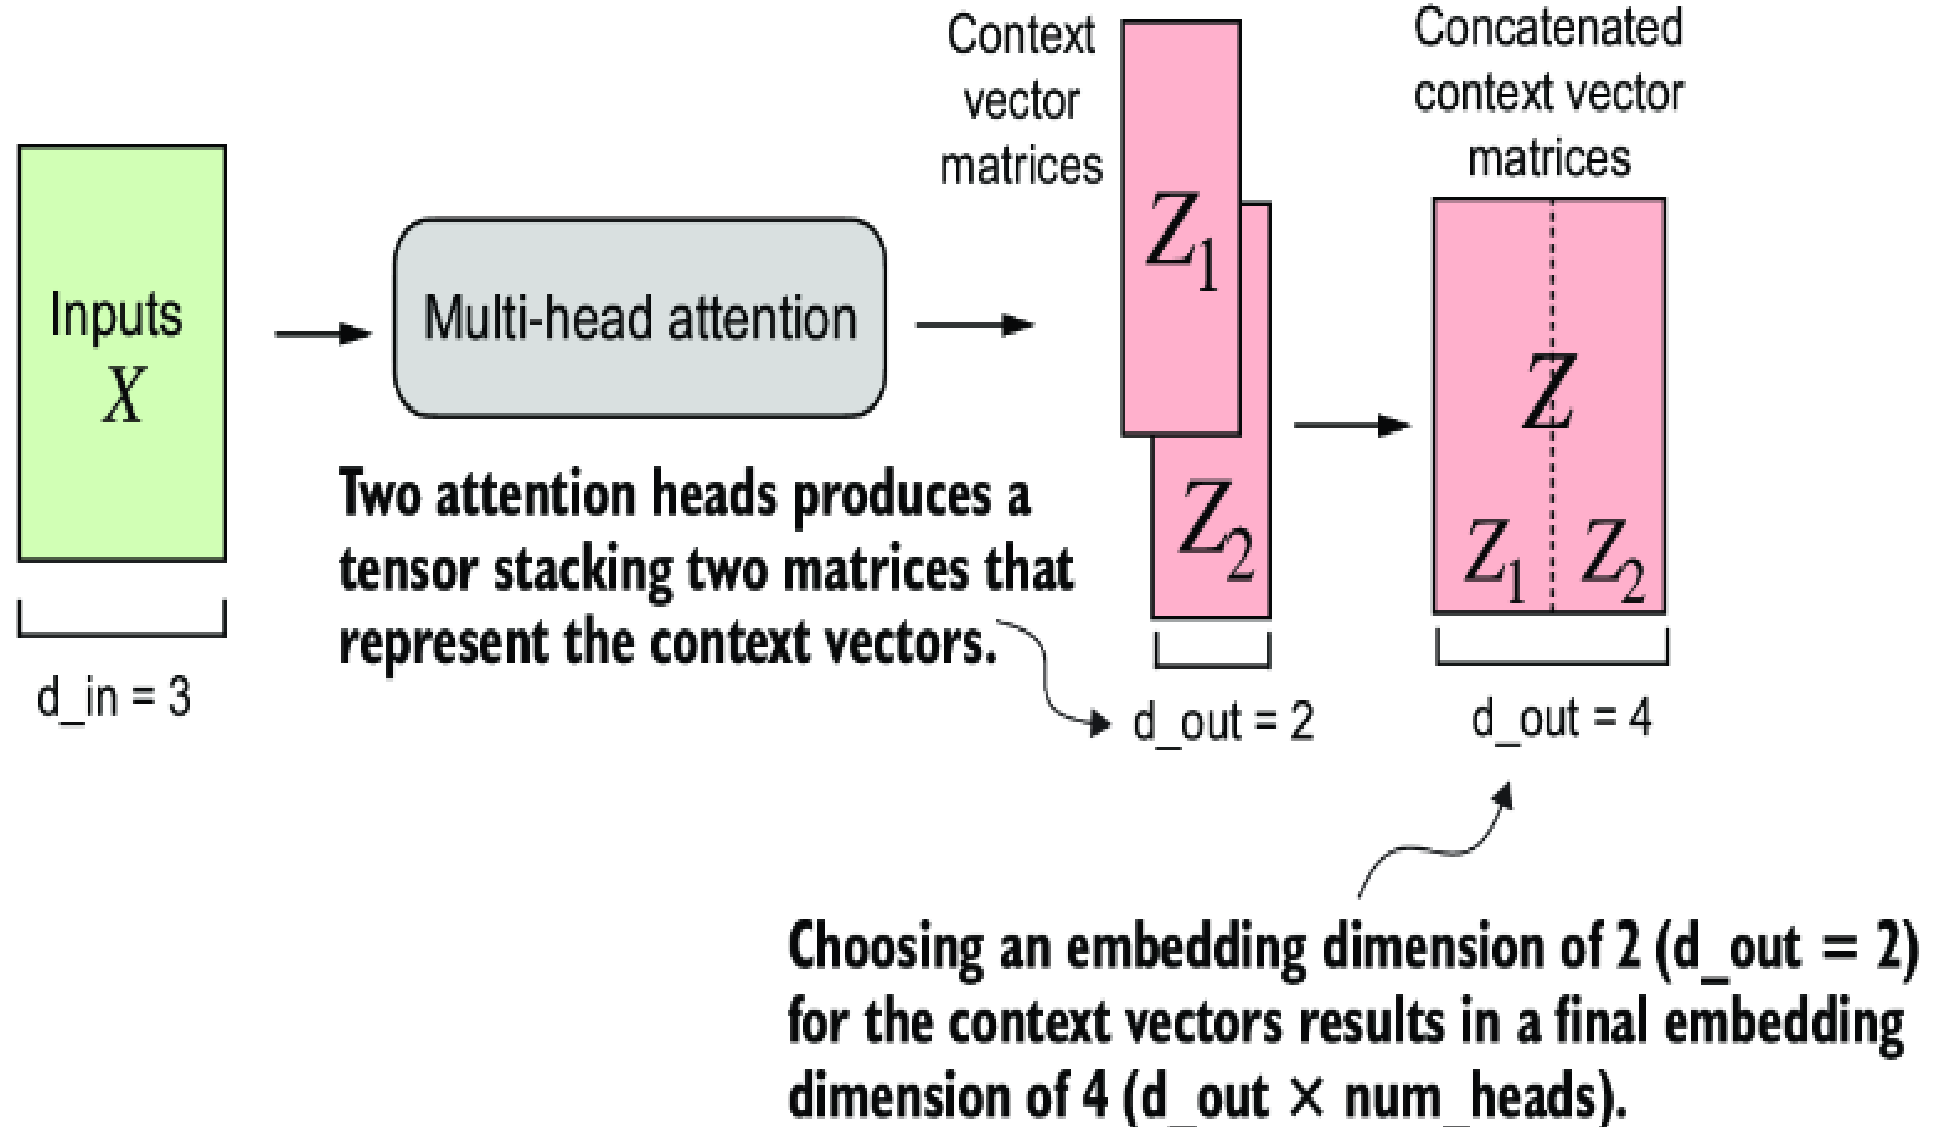 Inputs
X
d_in = 3
Multi-head attention
Two attention heads produces a
tensor stacking two matrices that
represent the context vectors.
Context
vector
matrices
Z1
Z2
d_out = 2
Concatenated
context vector
matrices
Z
Z1 Z2
d_out = 4
Choosing an embedding dimension of 2 (d_out = 2)
for the context vectors results in a final embedding
dimension of 4 (d_out × num_heads).